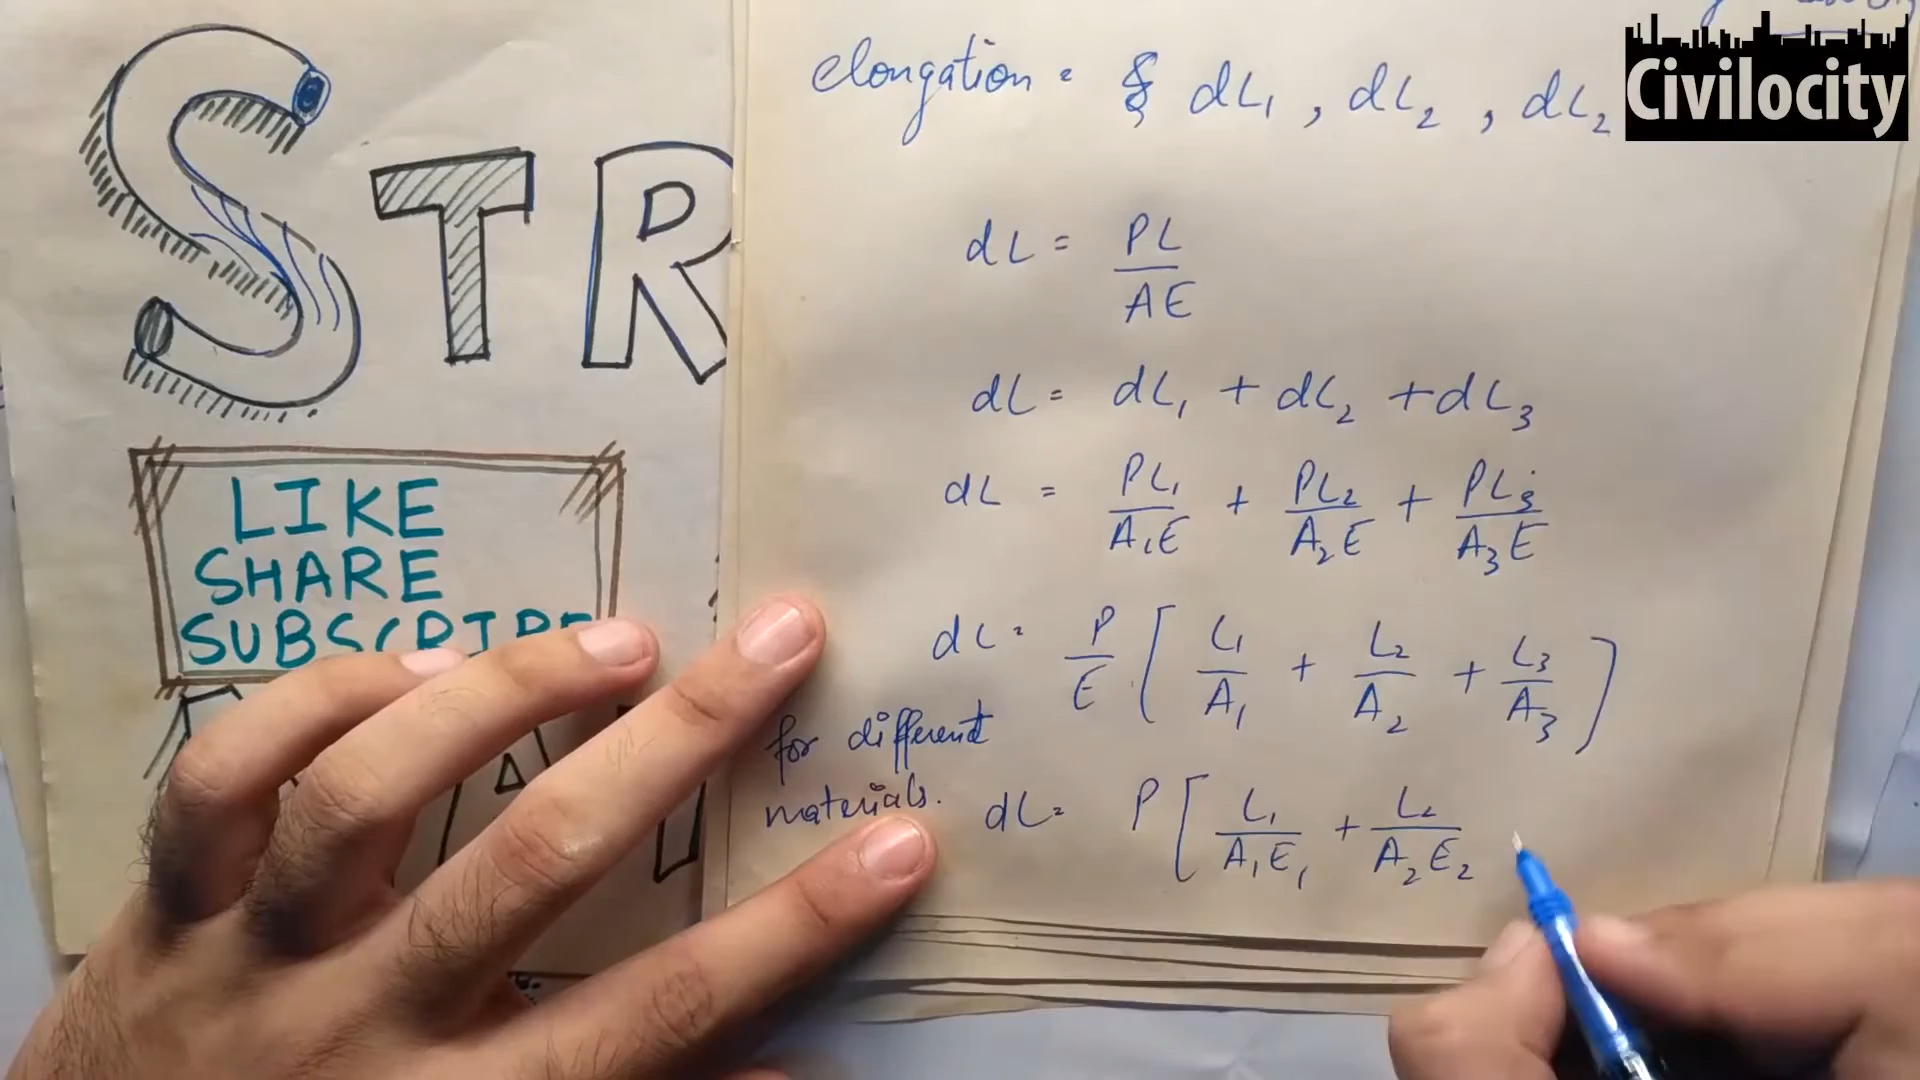 STR
LIKE
SHARE
SUBSCRIBE
Civilocity
elongation = dL₁, dL₂, dL₂
dL = PL/AE
dL = dL₁ + dL₂ + dL₃
dL = PL₁/A₁E + PL₂/A₂E + PL₃/A₃E
dL = P/E [ L₁/A₁ + L₂/A₂ + L₃/A₃ ]
for different
materials. dL = P [ L₁/A₁E₁ + L₂/A₂E₂